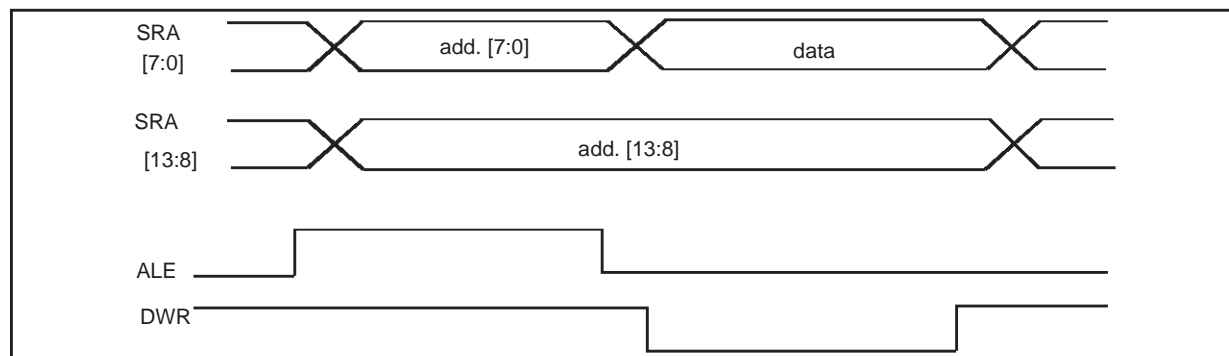 SRA
[7:0]
add. [7:0]
data
SRA
[13:8]
add. [13:8]
ALE
DWR